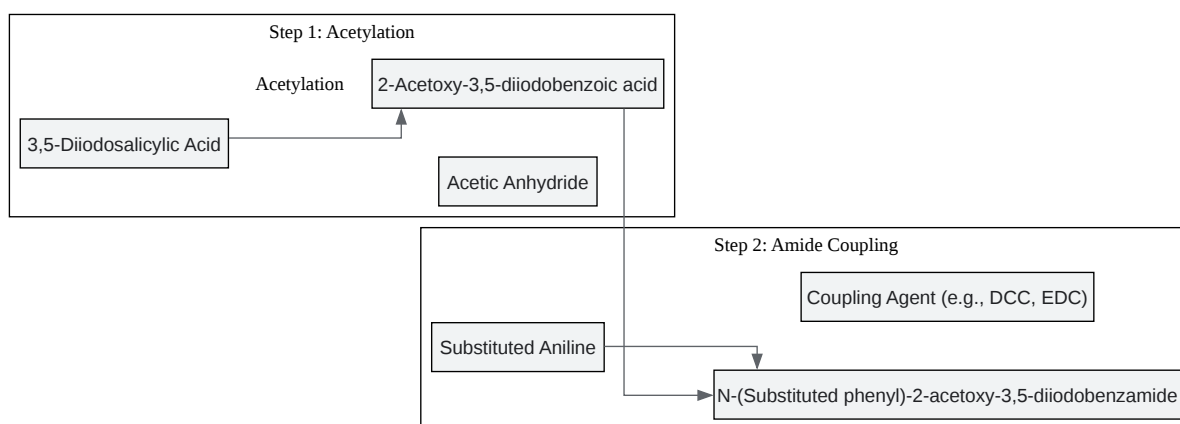 Step 1: Acetylation
Acetylation
2-Acetoxy-3,5-diiodobenzoic acid
3,5-Diiodosalicylic Acid
Acetic Anhydride
Step 2: Amide Coupling
Coupling Agent (e.g., DCC, EDC)
Substituted Aniline
N-(Substituted phenyl)-2-acetoxy-3,5-diiodobenzamide